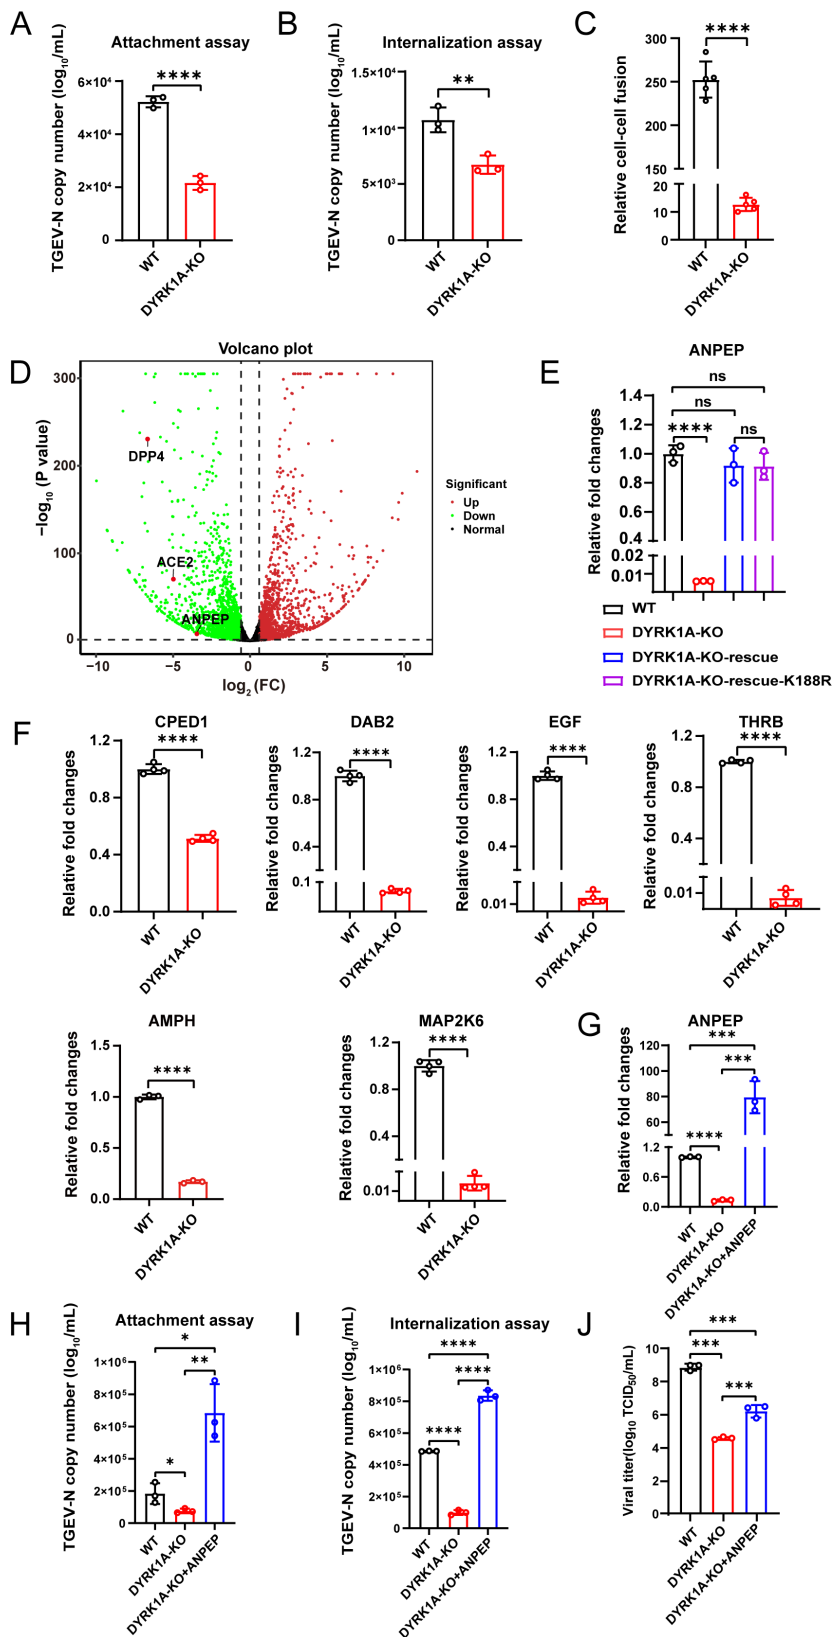 A
Attachment assay
TGEV-N copy number (log10/mL)
****
6×10⁴
4×10⁴
2×10⁴
0
WT
DYRK1A-KO
B
Internalization assay
TGEV-N copy number (log10/mL)
**
1.5×10⁴
1×10⁴
5×10³
0
WT
DYRK1A-KO
C
Relative cell-cell fusion
****
300
250
200
150
20
10
0
WT
DYRK1A-KO
D
Volcano plot
−log10 (P value)
300
200
100
0
DPP4
ACE2
ANPEP
−10
−5
0
5
10
log2 (FC)
Significant
Up
Down
Normal
E
ANPEP
Relative fold changes
ns
ns
****
ns
1.4
1.2
1.0
0.8
0.6
0.4
0.02
0.01
WT
DYRK1A-KO
DYRK1A-KO-rescue
DYRK1A-KO-rescue-K188R
F
CPED1
Relative fold changes
****
1.2
0.8
0.4
0.0
WT
DYRK1A-KO
DAB2
Relative fold changes
****
1.2
0.8
0.4
0.1
WT
DYRK1A-KO
EGF
Relative fold changes
****
1.2
0.8
0.4
0.01
WT
DYRK1A-KO
THRB
Relative fold changes
****
1.2
0.8
0.4
0.01
WT
DYRK1A-KO
AMPH
Relative fold changes
****
1.5
1.0
0.5
0.0
WT
DYRK1A-KO
MAP2K6
Relative fold changes
****
1.2
0.8
0.4
0.01
WT
DYRK1A-KO
G
ANPEP
Relative fold changes
***
***
****
120
100
80
60
1.2
0.6
0.0
WT
DYRK1A-KO
DYRK1A-KO+ANPEP
H
Attachment assay
TGEV-N copy number (log10/mL)
*
**
*
1×10⁶
8×10⁵
6×10⁵
4×10⁵
2×10⁵
0
WT
DYRK1A-KO
DYRK1A-KO+ANPEP
I
Internalization assay
TGEV-N copy number (log10/mL)
****
****
****
1×10⁶
8×10⁵
6×10⁵
4×10⁵
2×10⁵
0
WT
DYRK1A-KO
DYRK1A-KO+ANPEP
J
Viral titer(log10 TCID50/mL)
***
***
***
10
8
6
4
2
0
WT
DYRK1A-KO
DYRK1A-KO+ANPEP